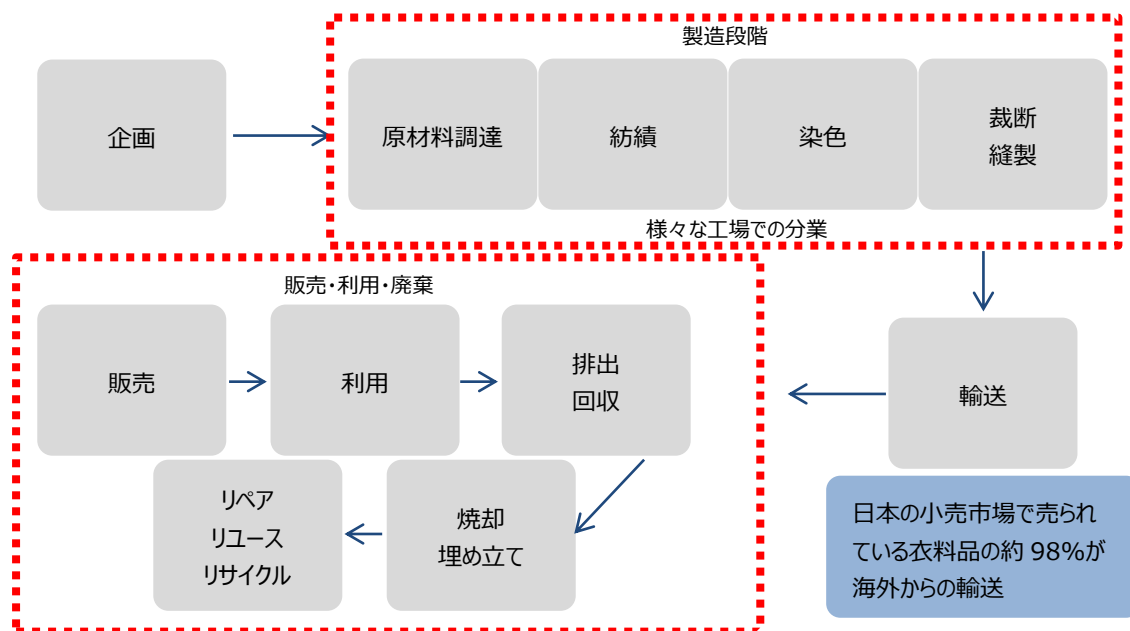 製造段階
企画
原材料調達
紡績
染色
裁断
縫製
様々な工場での分業
販売・利用・廃棄
販売
利用
排出
回収
輸送
リペア
リユース
リサイクル
焼却
埋め立て
日本の小売市場で売られ
ている衣料品の約 98%が
海外からの輸送